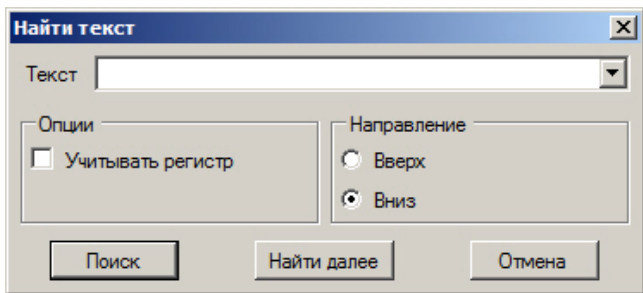 Найти текст
Текст
Опции
Направление
Учитывать регистр
Вверх
Вниз
Поиск
Найти далее
Отмена